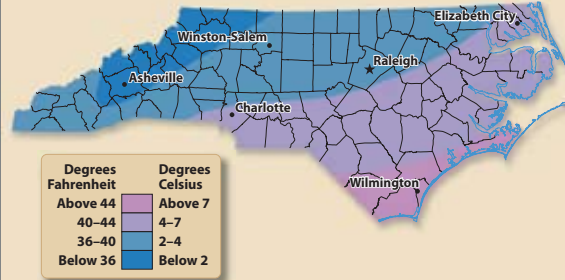 Elizabeth City
Winston-Salem
Raleigh
Asheville
Charlotte
Wilmington
Degrees Degrees
Fahrenheit Celsius
Above 44 Above 7
40–44 4–7
36–40 2–4
Below 36 Below 2